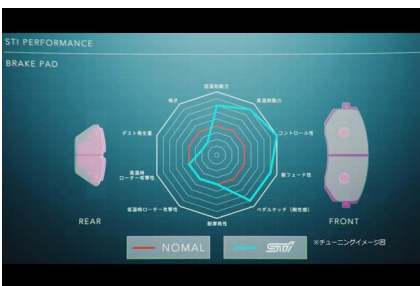 STI PERFORMANCE
BRAKE PAD
低温制動力
鳴き
高温制動力
ダスト発生量
コントロール性
高温時
ローター攻撃性
耐フェード性
低温時ローター攻撃性
ペダルタッチ(剛性感)
耐摩耗性
REAR
FRONT
NOMAL
STI
※チューニングイメージ図